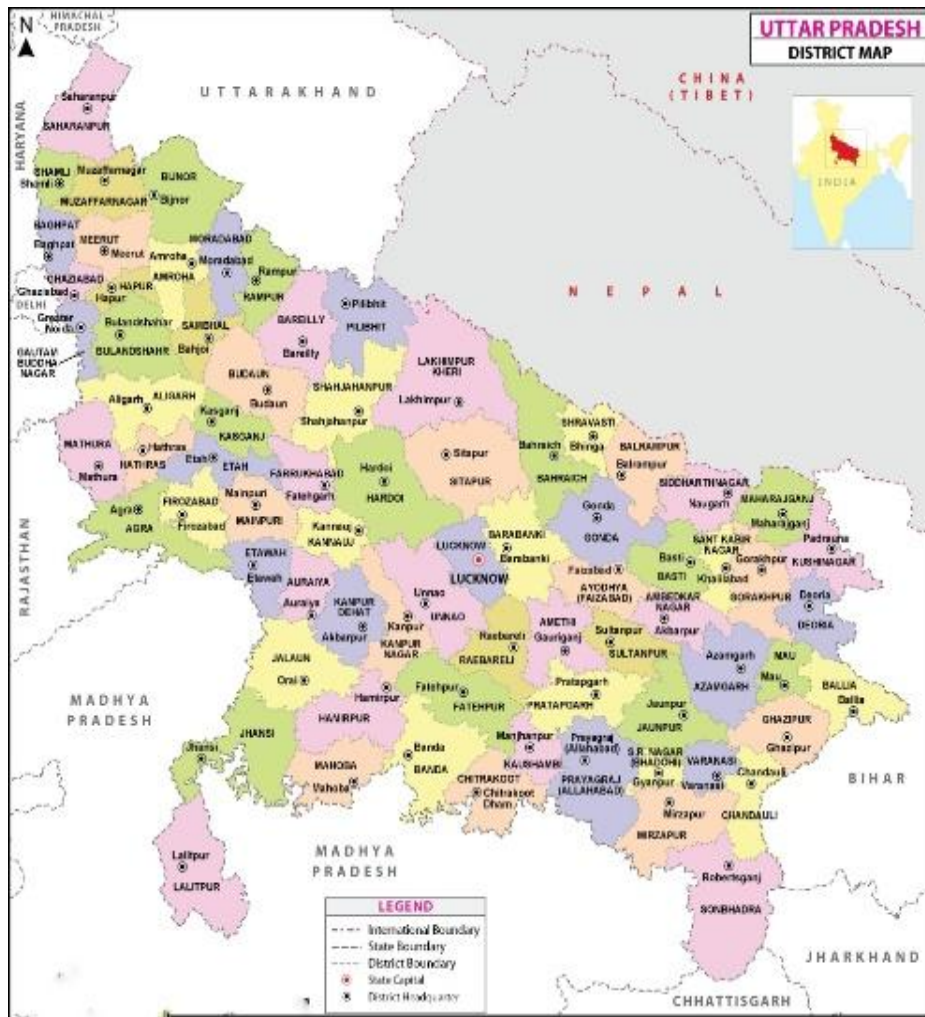 N
HIMACHAL
PRADESH
UTTAR PRADESH
DISTRICT MAP
CHINA
(TIBET)
INDIA
UTTARAKHAND
HARYANA
DELHI
NEPAL
RAJASTHAN
MADHYA
PRADESH
BIHAR
MADHYA
PRADESH
JHARKHAND
CHHATTISGARH
Saharanpur
SAHARANPUR
SHAMLI
Shamli
Muzaffarnagar
MUZAFFARNAGAR
BIJNOR
Bijnor
BAGHPAT
Baghpat
MEERUT
Meerut
Amroha
AMROHA
MORADABAD
Moradabad
Rampur
RAMPUR
GHAZIABAD
Ghaziabad
HAPUR
Hapur
Greater
Noida
GAUTAM
BUDDHA
NAGAR
Bulandshahar
BULANDSHAHR
SAMBHAL
Bahjoi
BAREILLY
Bareilly
Pilibhit
PILIBHIT
BUDAUN
Budaun
SHAHJAHANPUR
Shahjahanpur
LAKHIMPUR
KHERI
Lakhimpur
Aligarh
ALIGARH
Kasganj
KASGANJ
MATHURA
Mathura
Hathras
HATHRAS
Etah
ETAH
FARRUKHABAD
Fatehgarh
Hardoi
HARDOI
Sitapur
SITAPUR
Bahraich
BAHRAICH
SHRAVASTI
Bhinga
BALRAMPUR
Balrampur
SIDDHARTHNAGAR
Naugarh
MAHARAJGANJ
Maharajganj
Padrauna
KUSHINAGAR
Agra
AGRA
FIROZABAD
Firozabad
Mainpuri
MAINPURI
Kannauj
KANNAUJ
LUCKNOW
LUCKNOW
BARABANKI
Barabanki
Gonda
GONDA
Basti
BASTI
SANT KABIR
NAGAR
Khalilabad
Gorakhpur
GORAKHPUR
Deoria
DEORIA
ETAWAH
Etawah
AURAIYA
Auraiya
KANPUR
DEHAT
Akbarpur
Unnao
UNNAO
Kanpur
KANPUR
NAGAR
Faizabad
AYODHYA
(FAIZABAD)
AMBEDKAR
NAGAR
Akbarpur
Raebareli
RAEBARELI
AMETHI
Gauriganj
Sultanpur
SULTANPUR
Azamgarh
AZAMGARH
MAU
Mau
BALLIA
Ballia
JALAUN
Orai
Hamirpur
HAMIRPUR
Fatehpur
FATEHPUR
Pratapgarh
PRATAPGARH
Jaunpur
JAUNPUR
GHAZIPUR
Ghazipur
JHANSI
Jhansi
MAHOBA
Mahoba
Banda
BANDA
CHITRAKOOT
Chitrakoot
Dham
Manjhanpur
KAUSHAMBI
Prayagraj
(Allahabad)
PRAYAGRAJ
(ALLAHABAD)
S.R. NAGAR
(BHADOHI)
Gyanpur
VARANASI
Varanasi
Chandauli
CHANDAULI
Mirzapur
MIRZAPUR
Lalitpur
LALITPUR
Robertsganj
SONBHADRA
LEGEND
International Boundary
State Boundary
District Boundary
State Capital
District Headquarter